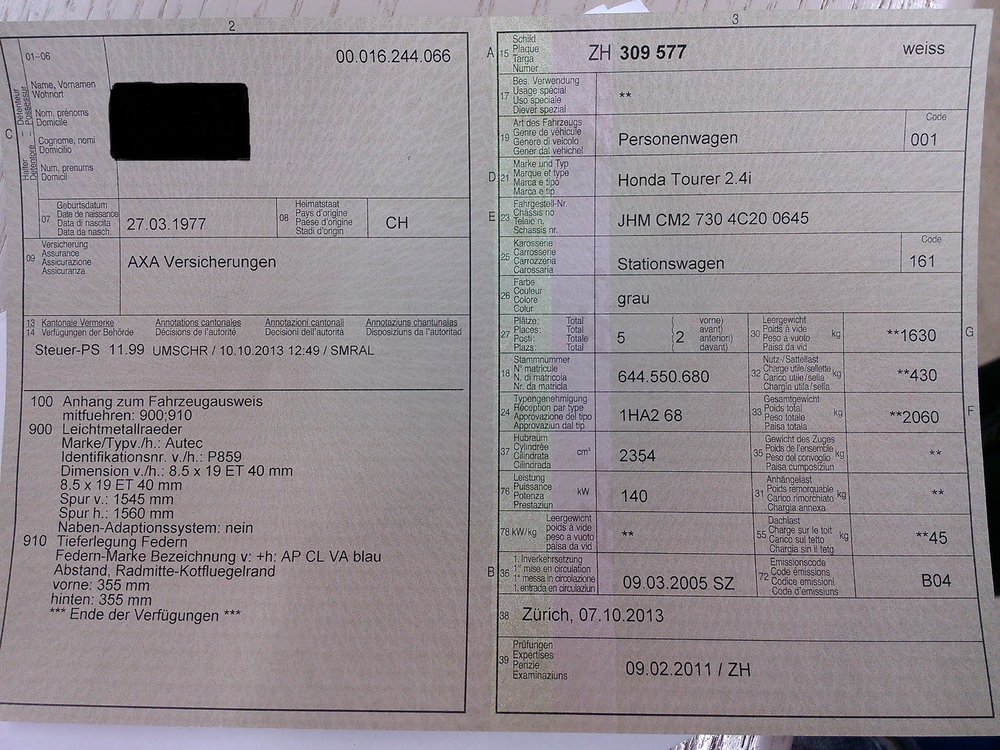 2
01-06
00.016.244.066
C
Détenteur
Possessur
Halter
Detentore
Name, Vornamen
Wohnort
Nom, prénoms
Domicile
Cognome, nomi
Domicilio
Num, prenums
Domicil
07
Geburtsdatum
Date de naissance
Data di nascita
Data da nasch.
27.03.1977
08
Heimatstaat
Pays d'origine
Paese d'origine
Stadi d'origin
CH
09
Versicherung
Assurance
Assicurazione
Assicuranza
AXA Versicherungen
13 Kantonale Vermerke Annotations cantonales Annotazioni cantonali Annotaziuns chantunalas
14 Verfügungen der Behörde Décisions de l'autorité Decisioni dell'autorità Disposiziuns da l'autoritad
Steuer-PS 11.99 UMSCHR / 10.10.2013 12:49 / SMRAL
100 Anhang zum Fahrzeugausweis
mitfuehren: 900;910
900 Leichtmetallraeder
Marke/Typv./h.: Autec
Identifikationsnr. v./h.: P859
Dimension v./h.: 8.5 x 19 ET 40 mm
8.5 x 19 ET 40 mm
Spur v.: 1545 mm
Spur h.: 1560 mm
Naben-Adaptionssystem: nein
910 Tieferlegung Federn
Federn-Marke Bezeichnung v: +h: AP CL VA blau
Abstand, Radmitte-Kotfluegelrand
vorne: 355 mm
hinten: 355 mm
*** Ende der Verfügungen ***
3
A
15
Schild
Plaque
Targa
Numer
ZH 309 577
weiss
17
Bes. Verwendung
Usage spécial
Uso speciale
Diever spezial
**
19
Art des Fahrzeugs
Genre de véhicule
Genere di veicolo
Gener dal vehichel
Personenwagen
Code
001
D
21
Marke und Typ
Marque et type
Marca e tipo
Marca e tip
Honda Tourer 2.4i
E
23
Fahrgestell-Nr.
Châssis no
Telaio n.
Schassis nr.
JHM CM2 730 4C20 0645
25
Karosserie
Carrosserie
Carrozzeria
Carossaria
Stationswagen
Code
161
26
Farbe
Couleur
Colore
Colur
grau
27
Plätze: Total
Places: Total
Posti: Totale
Plazs: Total
5
(2
vorne)
avant)
anteriori)
davant)
30
Leergewicht
Poids à vide
Peso a vuoto
Paisa da vid
kg
**1630
G
18
Stammnummer
N° matricule
N. di matricola
Nr. da matricla
644.550.680
32
Nutz-/Sattellast
Charge utile/sellette
Carico utile/sella
Chargia util/sella
kg
**430
24
Typengenehmigung
Réception par type
Approvazione del tipo
Approvaziun dal tip
1HA2 68
33
Gesamtgewicht
Poids total
Peso totale
Paisa totala
kg
**2060
F
37
Hubraum
Cylindrée
Cilindrata
Cilindrada
cm³
2354
35
Gewicht des Zuges
Poids de l'ensemble
Peso del convoglio
Paisa cumposiziun
kg
**
76
Leistung
Puissance
Potenza
Prestaziun
kW
140
31
Anhängelast
Poids remorquable
Carico rimorchiato
Chargia annexa
kg
**
78 kW/kg
Leergewicht
poids à vuoto
peso a vuoto
paisa da vid
**
55
Dachlast
Charge sur le toit
Carico sul tetto
Chargia sin il tetg
kg
**45
B
36
1. Inverkehrsetzung
1re mise en circulation
1a messa in circolazione
1. entrada en circulaziun
09.03.2005 SZ
72
Emissionscode
Code émissions
Codice emissioni
Code d'emissiuns
B04
38
Zürich, 07.10.2013
39
Prüfungen
Expertises
Perizie
Examinaziuns
09.02.2011 / ZH